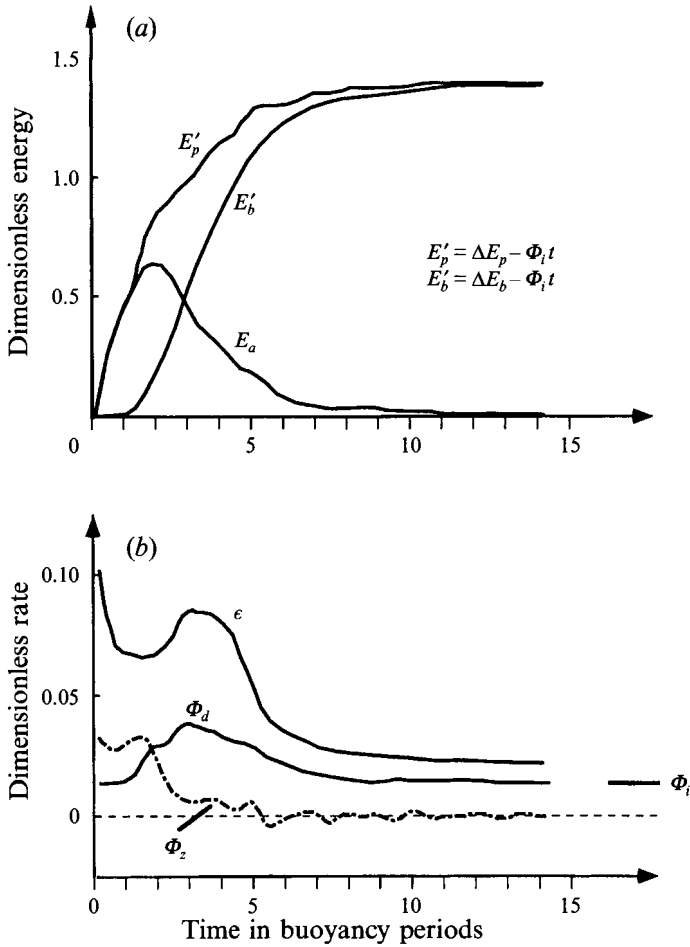 (a)
1.5
1.0
0.5
0
5
10
15
Dimensionless energy
E′p
E′b
Ea
E′p = ΔEp – Φi t
E′b = ΔEb – Φi t
(b)
0.10
0.05
0
Dimensionless rate
ϵ
Φd
Φz
Φi
0
5
10
15
Time in buoyancy periods